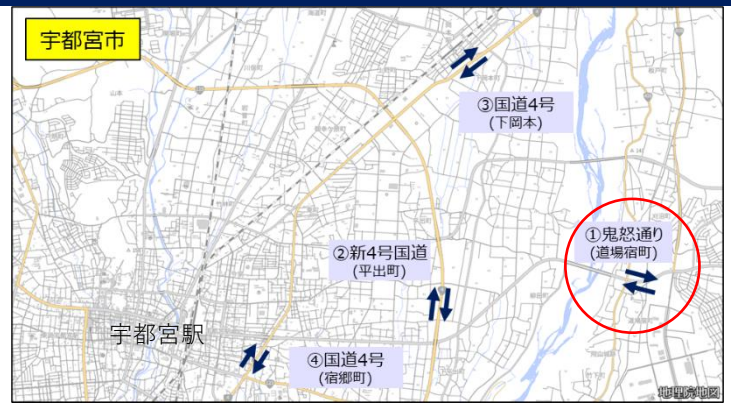 宇都宮市
③国道4号
(下岡本)
①鬼怒通り
(道場宿町)
②新4号国道
(平出町)
宇都宮駅
④国道4号
(宿郷町)
地理院地図